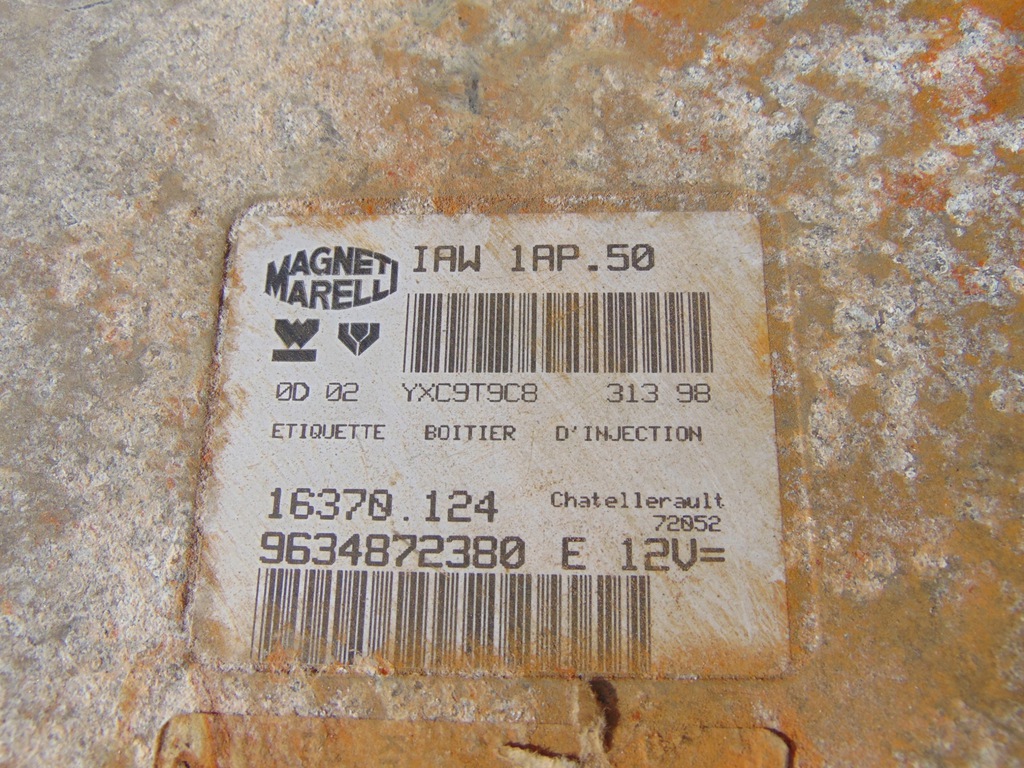 MAGNETI MARELLI
IAW 1AP.50
0D 02 YXC9T9C8 313 98
ETIQUETTE BOITIER D'INJECTION
16370.124 Chatellerault
72052
9634872380 E 12V=